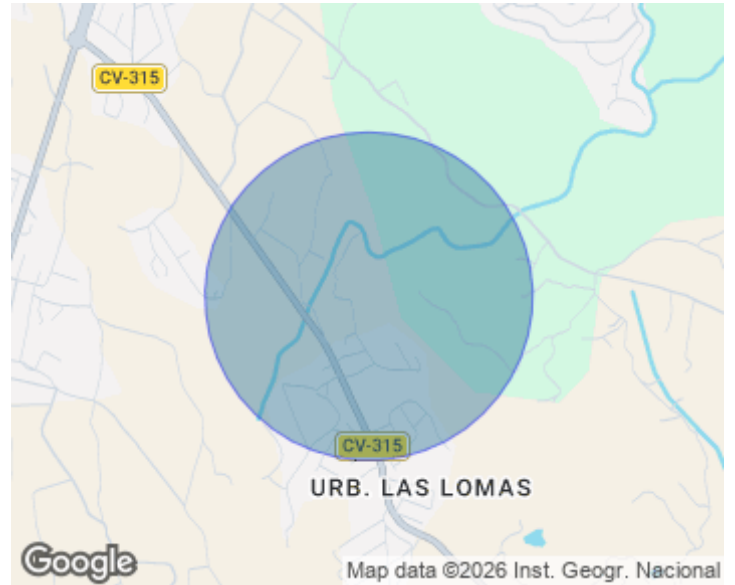 CV-315
CV-315
URB. LAS LOMAS
Google
Map data ©2026 Inst. Geogr. Nacional